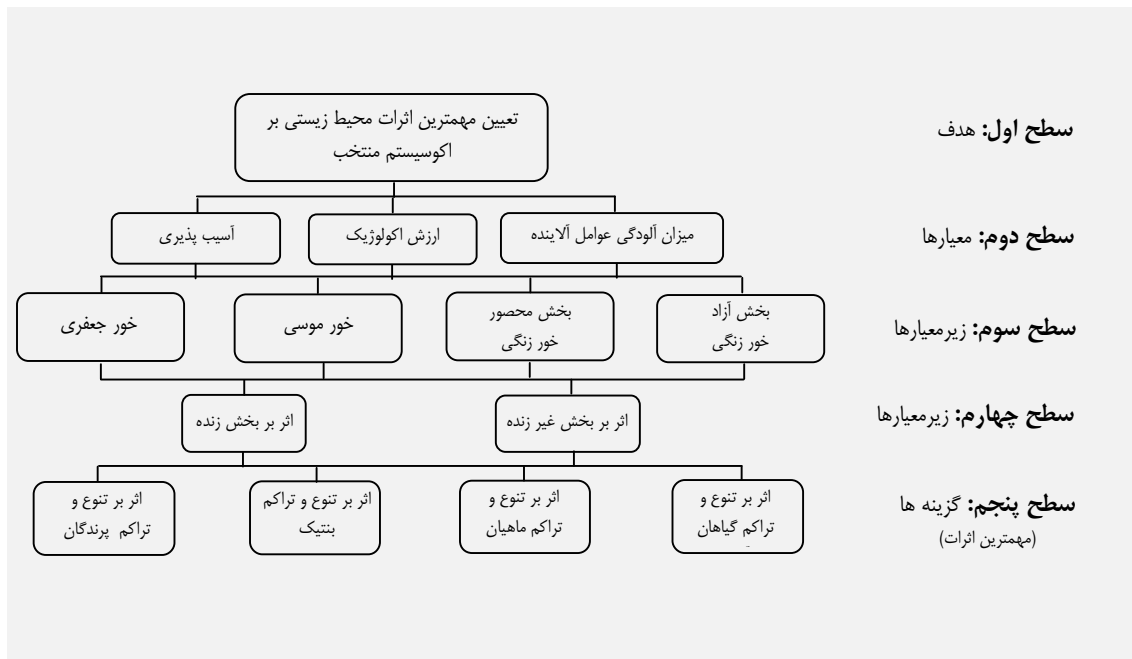 سطح اول: هدف
تعیین مهمترین اثرات محیط زیستی بر
اکوسیستم منتخب
سطح دوم: معیارها
میزان آلودگی عوامل آلاینده
ارزش اکولوژیک
آسیب پذیری
سطح سوم: زیرمعیارها
بخش آزاد
خور زنگی
بخش محصور
خور زنگی
خور موسی
خور جعفری
سطح چهارم: زیرمعیارها
اثر بر بخش غیر زنده
اثر بر بخش زنده
سطح پنجم: گزینه ها
(مهمترین اثرات)
اثر بر تنوع و
تراکم گیاهان
اثر بر تنوع و
تراکم ماهیان
اثر بر تنوع و تراکم
بنتیک
اثر بر تنوع و
تراکم پرندگان